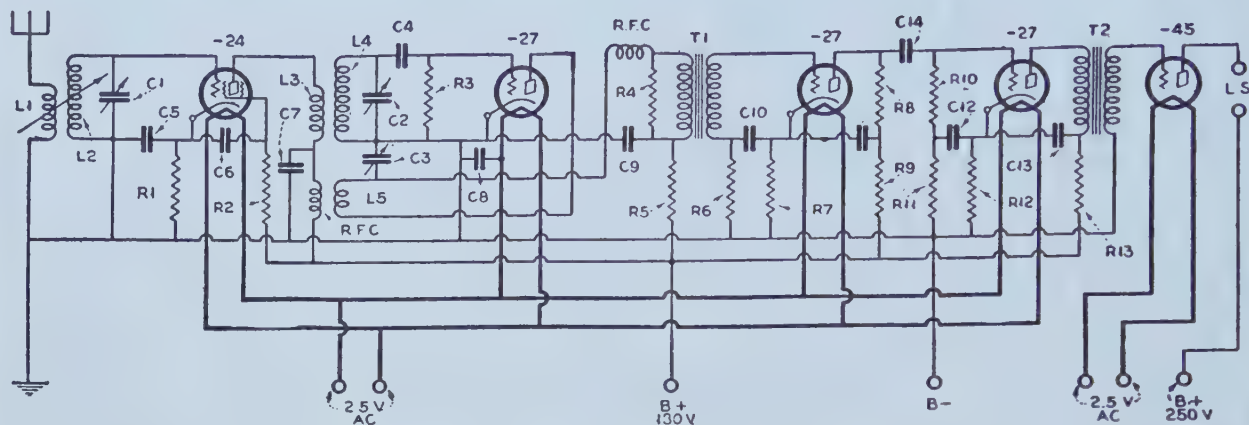 L1
L2
C1
C5
R1
-24
C6
R2
C7
L3
R.F.C
L4
C4
C2
R3
C3
L5
-27
C8
R.F.C
R4
C9
R5
T1
C10
R6
R7
-27
C14
R8
R9
R10
R11
C12
R12
-27
C13
T2
R13
-45
L S
2.5 V
AC
B+
130 V
B-
2.5 V
AC
B+
250 V